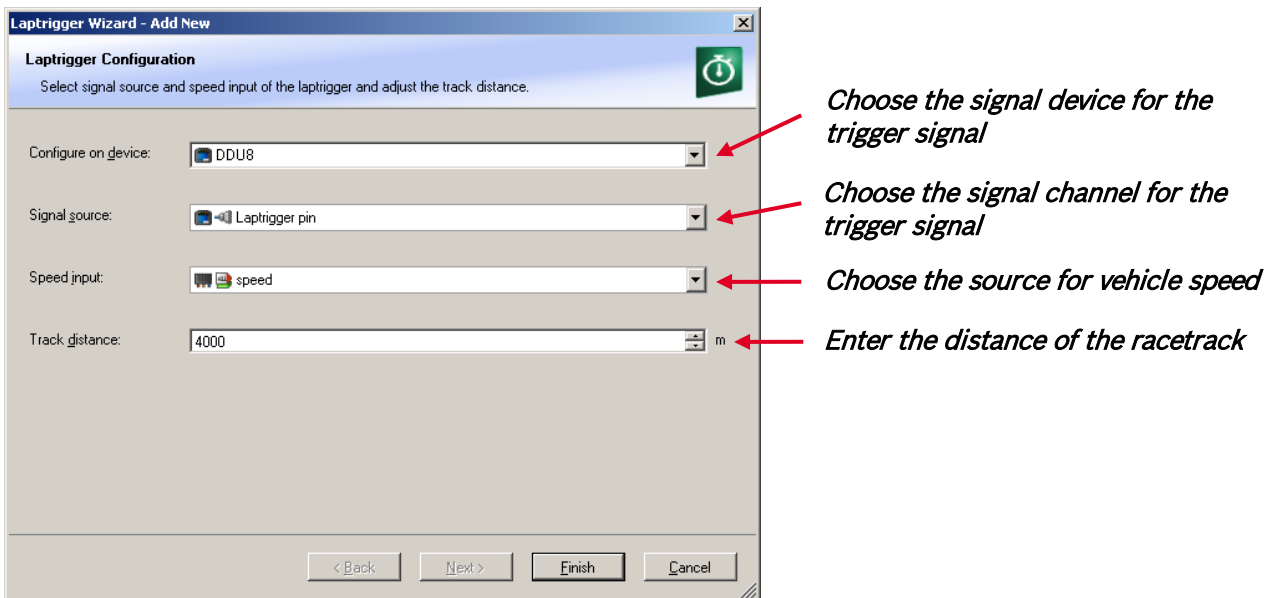 Laptrigger Wizard - Add New
Laptrigger Configuration
Select signal source and speed input of the laptrigger and adjust the track distance.
Configure on device:
DDU8
Choose the signal device for the
trigger signal
Signal source:
Laptrigger pin
Choose the signal channel for the
trigger signal
Speed input:
speed
Choose the source for vehicle speed
Track distance:
4000
m
Enter the distance of the racetrack
< Back
Next >
Finish
Cancel